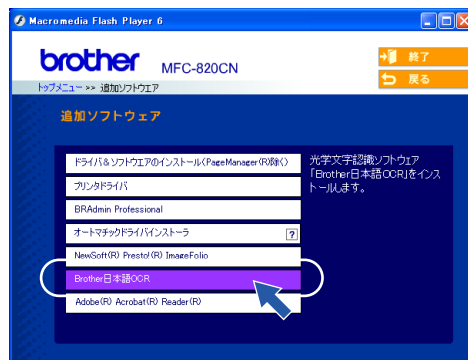 Macromedia Flash Player 6
brother
MFC-820CN
終了
戻る
トップメニュー >> 追加ソフトウエア
追加ソフトウェア
ドライバ&ソフトウエアのインストール(PageManager(R)除く)
プリンタドライバ
BRAdmin Professional
オートマチックドライバインストーラ ?
NewSoft(R) Presto!(R) ImageFolio
Brother日本語OCR
Adobe(R) Acrobat(R) Reader(R)
光学文字認識ソフトウェア
「Brother日本語OCR」をインス
トールします。